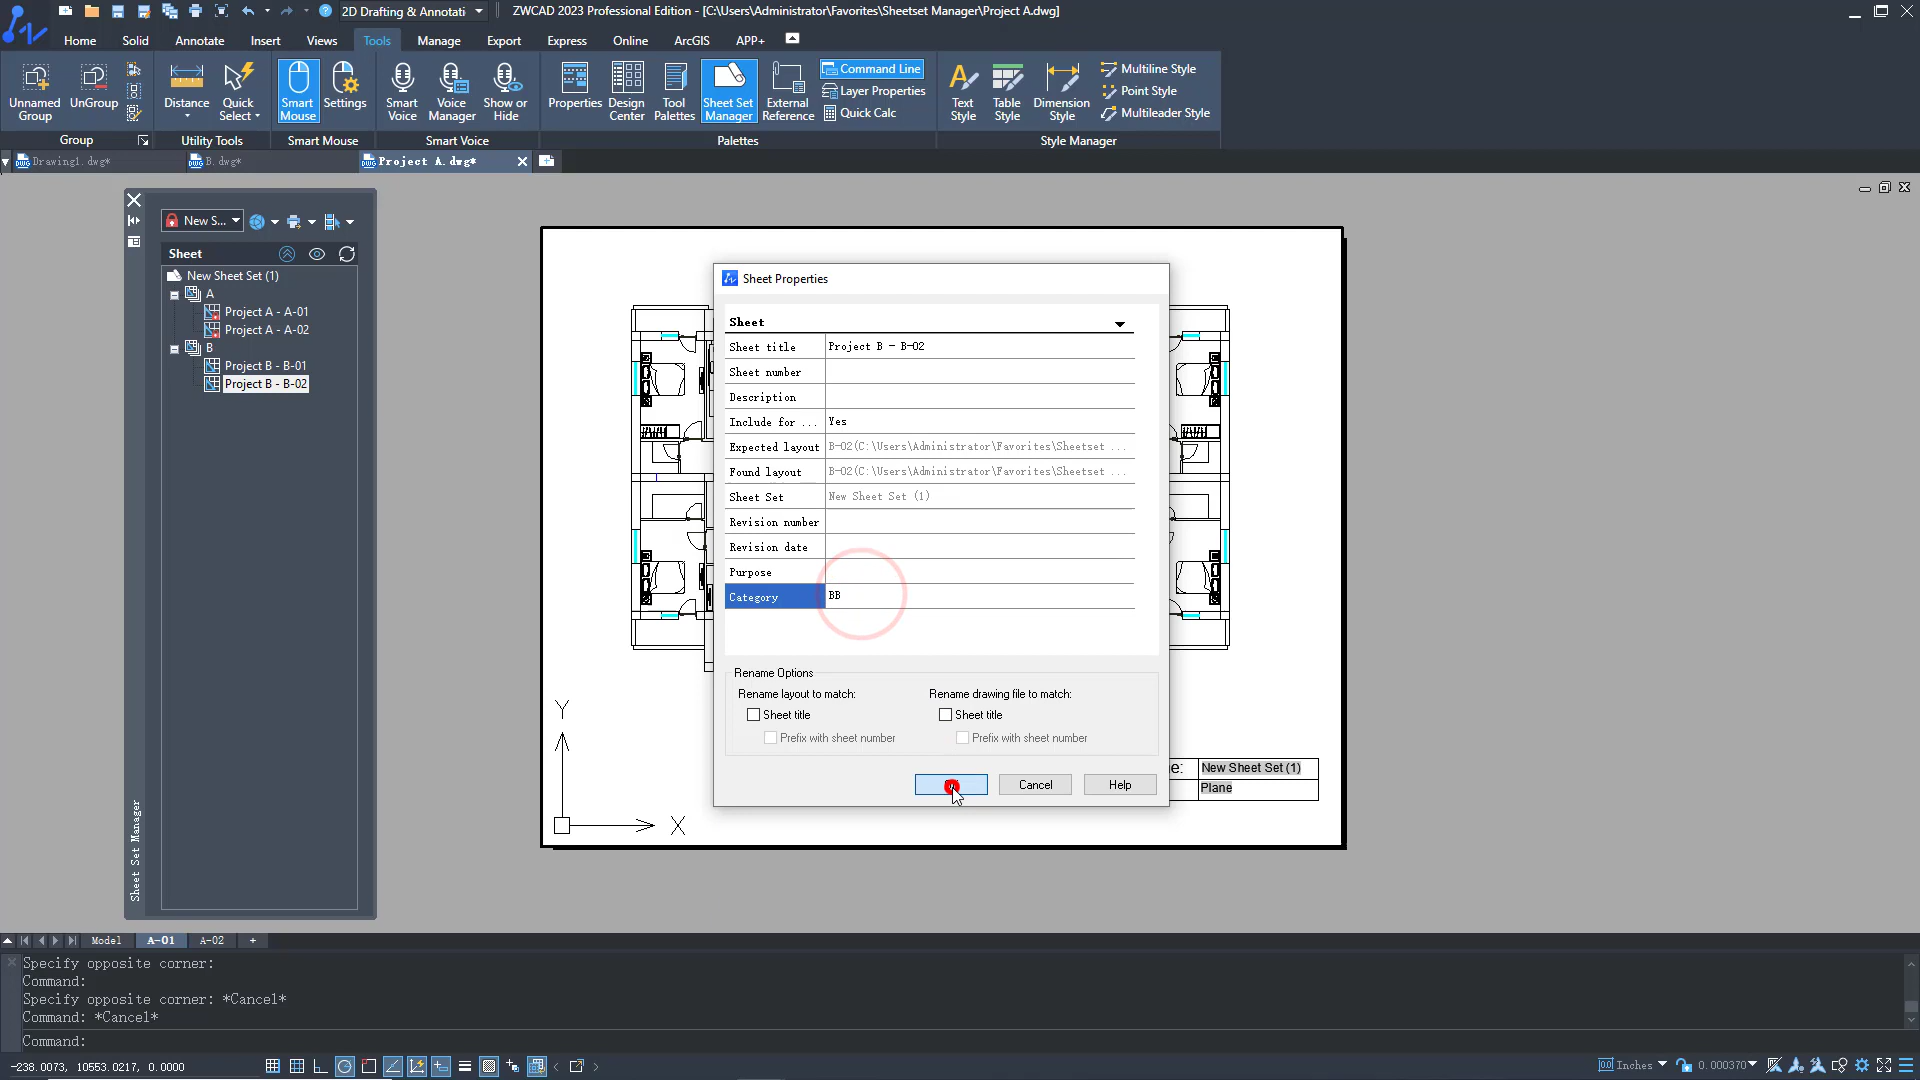 2D Drafting & Annotati
ZWCAD 2023 Professional Edition - [C:\Users\Administrator\Favorites\Sheetset Manager\Project A.dwg]
Home Solid Annotate Insert Views Tools Manage Export Express Online ArcGIS APP+
Unnamed Group
UnGroup
Distance
Quick Select
Smart Mouse
Settings
Smart Voice
Voice Manager
Show or Hide
Properties
Design Center
Tool Palettes
Sheet Set Manager
External Reference
Command Line
Layer Properties
Quick Calc
Text Style
Table Style
Dimension Style
Multiline Style
Point Style
Multileader Style
Group Utility Tools Smart Mouse Smart Voice Palettes Style Manager
Drawing1.dwg* B.dwg* Project A.dwg*
New S...
Sheet
New Sheet Set (1)
A
Project A - A-01
Project A - A-02
B
Project B - B-01
Project B - B-02
Sheet Set Manager
Sheet Properties
Sheet
Sheet title Project B - B-02
Sheet number
Description
Include for ... Yes
Expected layout B-02(C:\Users\Administrator\Favorites\Sheetset ...
Found layout B-02(C:\Users\Administrator\Favorites\Sheetset ...
Sheet Set New Sheet Set (1)
Revision number
Revision date
Purpose
Category BB
Rename Options
Rename layout to match: Rename drawing file to match:
Sheet title Sheet title
Prefix with sheet number Prefix with sheet number
Cancel Help
e: New Sheet Set (1)
Plane
Y
X
Model A-01 A-02 +
Specify opposite corner:
Command:
Specify opposite corner: *Cancel*
Command: *Cancel*
Command:
-238.0073, 10553.0217, 0.0000
Inches 0.000370